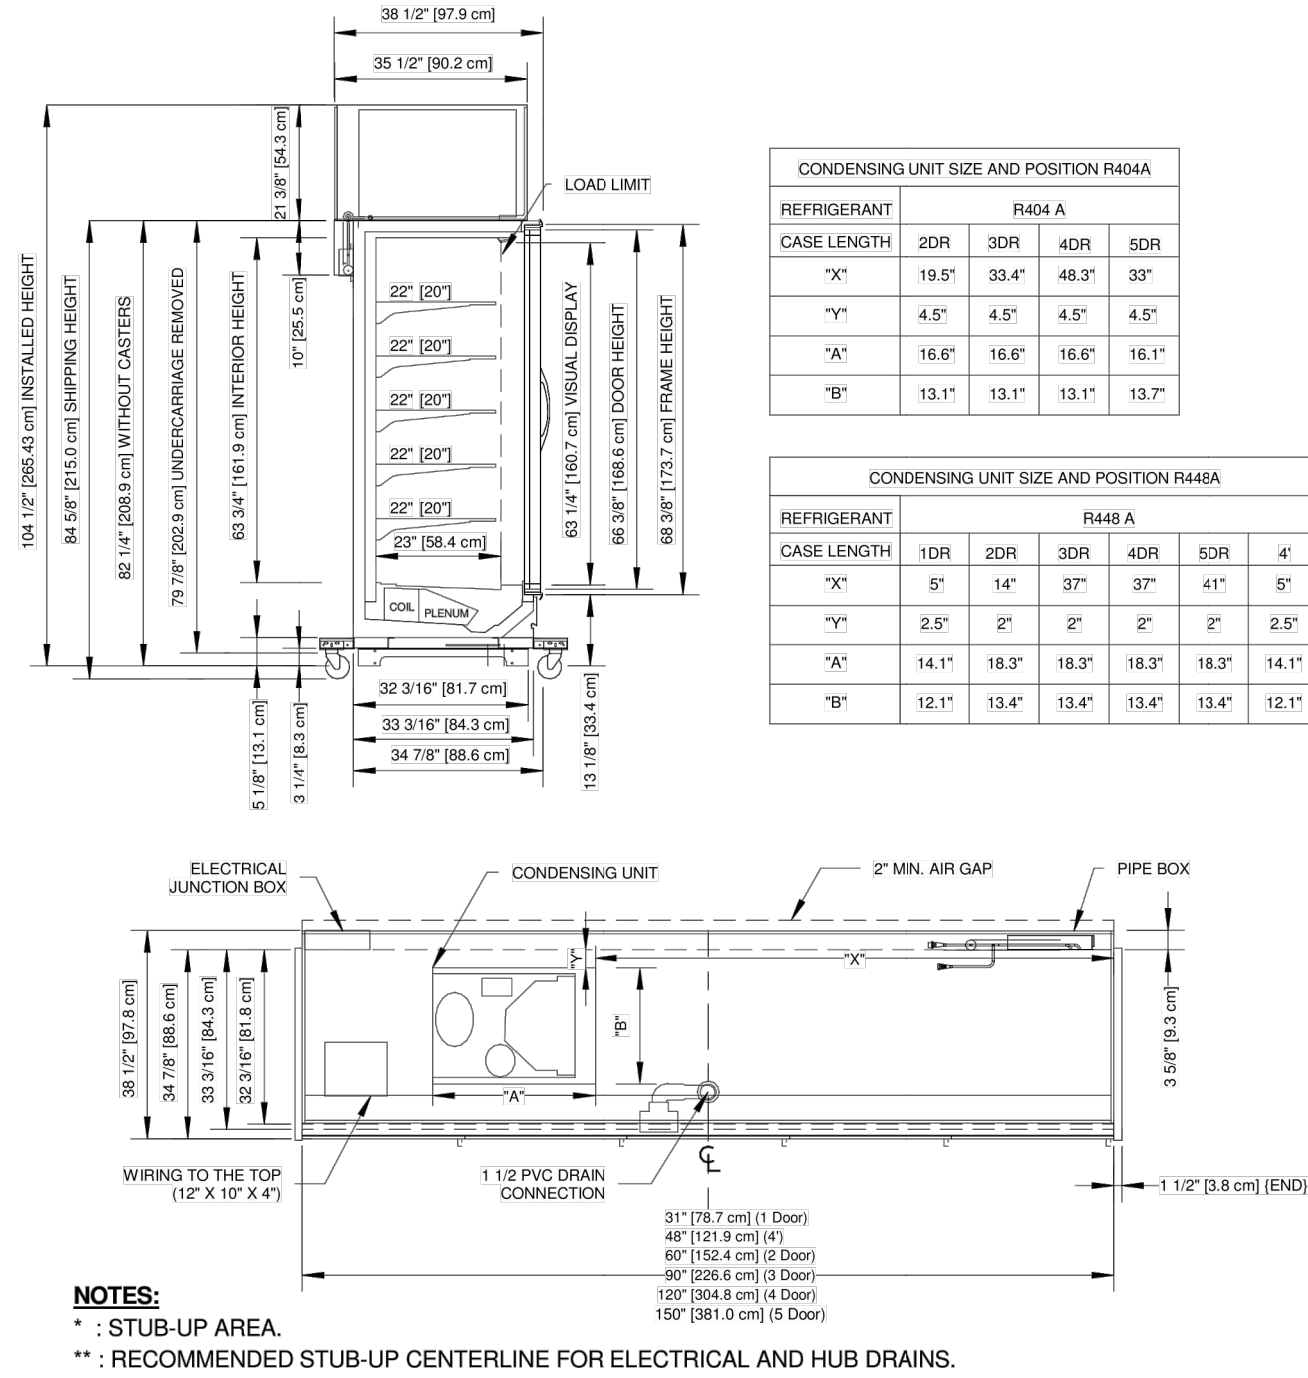 38 1/2" [97.9 cm]
35 1/2" [90.2 cm]
21 3/8" [54.3 cm]
LOAD LIMIT
104 1/2" [265.43 cm] INSTALLED HEIGHT
84 5/8" [215.0 cm] SHIPPING HEIGHT
82 1/4" [208.9 cm] WITHOUT CASTERS
79 7/8" [202.9 cm] UNDERCARRIAGE REMOVED
63 3/4" [161.9 cm] INTERIOR HEIGHT
10" [25.5 cm]
22" [20"]
22" [20"]
22" [20"]
22" [20"]
22" [20"]
23" [58.4 cm]
63 1/4" [160.7 cm] VISUAL DISPLAY
66 3/8" [168.6 cm] DOOR HEIGHT
68 3/8" [173.7 cm] FRAME HEIGHT
COIL
PLENUM
32 3/16" [81.7 cm]
33 3/16" [84.3 cm]
34 7/8" [88.6 cm]
5 1/8" [13.1 cm]
3 1/4" [8.3 cm]
13 1/8" [33.4 cm]
CONDENSING UNIT SIZE AND POSITION R404A
REFRIGERANT R404 A
CASE LENGTH 2DR 3DR 4DR 5DR
"X" 19.5" 33.4" 48.3" 33"
"Y" 4.5" 4.5" 4.5" 4.5"
"A" 16.6" 16.6" 16.6" 16.1"
"B" 13.1" 13.1" 13.1" 13.7"
CONDENSING UNIT SIZE AND POSITION R448A
REFRIGERANT R448 A
CASE LENGTH 1DR 2DR 3DR 4DR 5DR 4'
"X" 5" 14" 37" 37" 41" 5"
"Y" 2.5" 2" 2" 2" 2" 2.5"
"A" 14.1" 18.3" 18.3" 18.3" 18.3" 14.1"
"B" 12.1" 13.4" 13.4" 13.4" 13.4" 12.1"
ELECTRICAL
JUNCTION BOX
CONDENSING UNIT
2" MIN. AIR GAP
PIPE BOX
"Y"
"X"
"B"
"A"
38 1/2" [97.8 cm]
34 7/8" [88.6 cm]
33 3/16" [84.3 cm]
32 3/16" [81.8 cm]
3 5/8" [9.3 cm]
WIRING TO THE TOP
(12" X 10" X 4")
1 1/2 PVC DRAIN
CONNECTION
CL
1 1/2" [3.8 cm] {END}
31" [78.7 cm] (1 Door)
48" [121.9 cm] (4')
60" [152.4 cm] (2 Door)
90" [226.6 cm] (3 Door)
120" [304.8 cm] (4 Door)
150" [381.0 cm] (5 Door)
NOTES:
* : STUB-UP AREA.
** : RECOMMENDED STUB-UP CENTERLINE FOR ELECTRICAL AND HUB DRAINS.